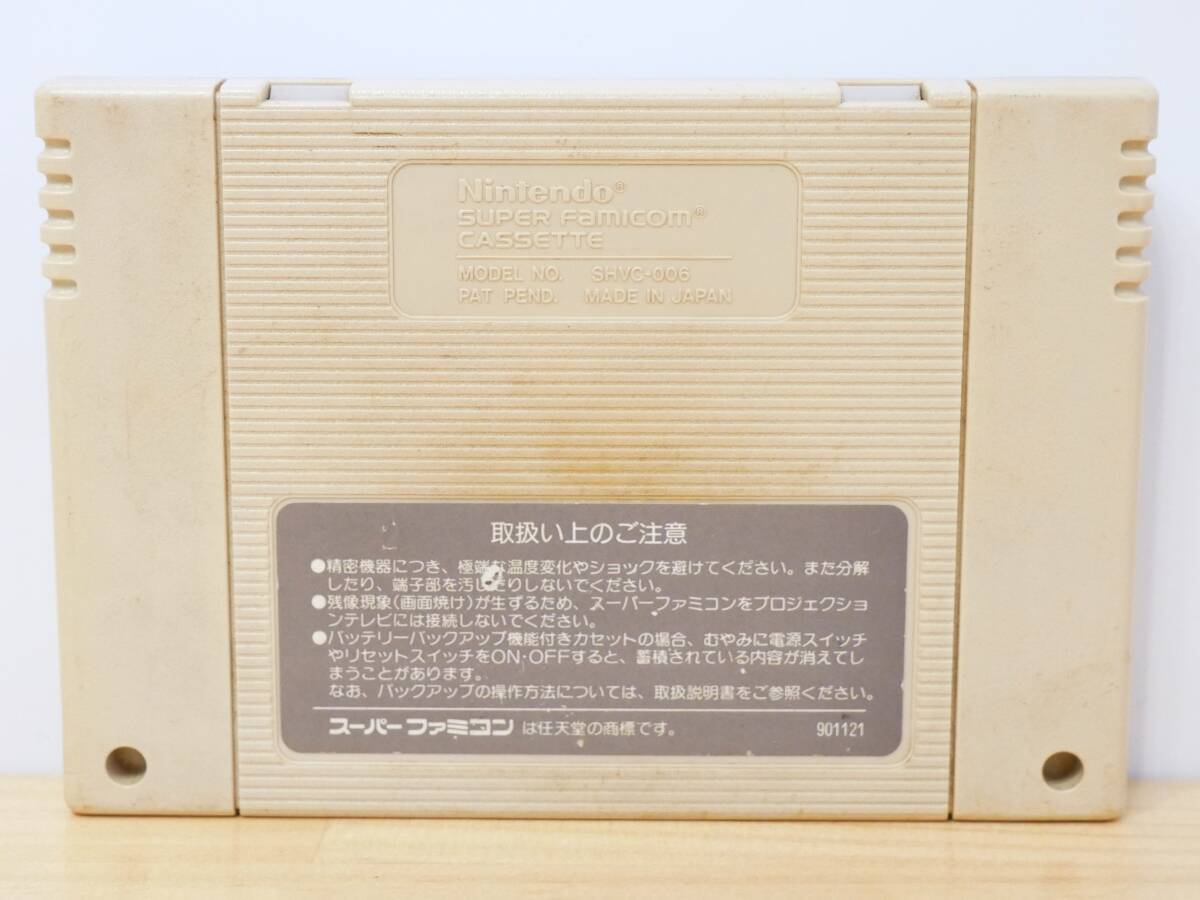 Nintendo®
SUPER FAMICOM®
CASSETTE
MODEL NO. SHVC-006
PAT PEND. MADE IN JAPAN
取扱い上のご注意
●精密機器につき、極端な温度変化やショックを避けてください。また分解
したり、端子部を汚したりしないでください。
●残像現象(画面焼け)が生ずるため、スーパーファミコンをプロジェクショ
ンテレビには接続しないでください。
●バッテリーバックアップ機能付きカセットの場合、むやみに電源スイッチ
やリセットスイッチをON・OFFすると、蓄積されている内容が消えてし
まうことがあります。
なお、バックアップの操作方法については、取扱説明書をご参照ください。
スーパーファミコン は任天堂の商標です。 901121